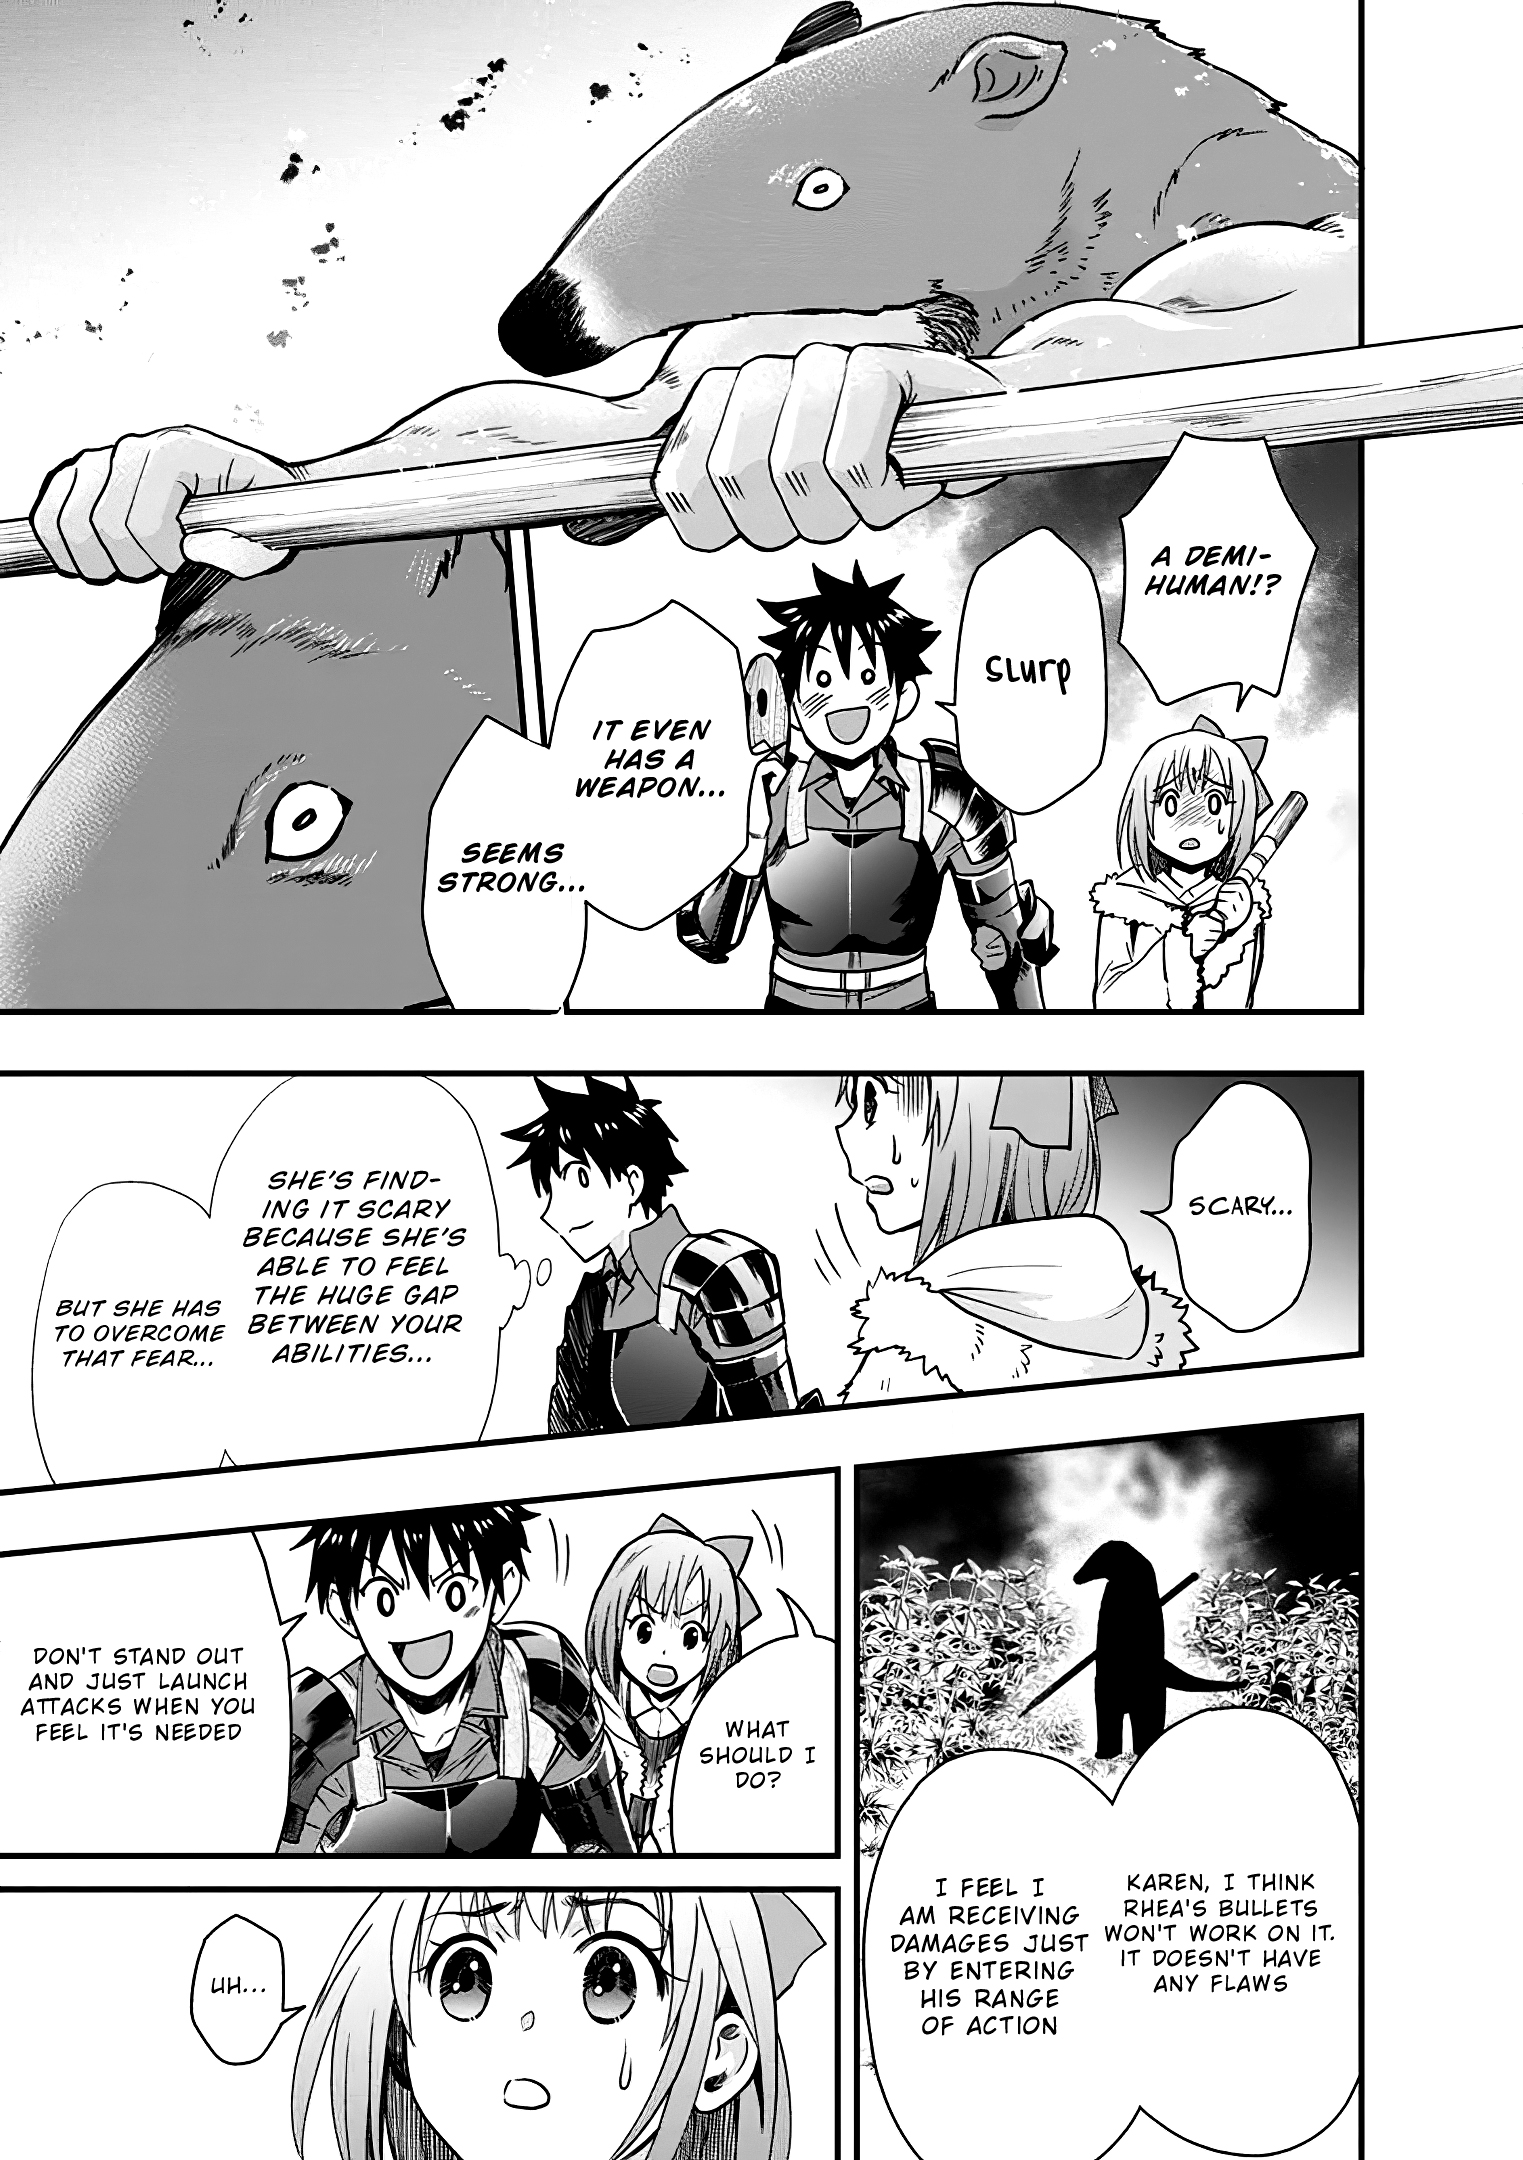 A DEMI-
HUMAN!?
SLURP
IT EVEN
HAS A
WEAPON...
SEEMS
STRONG...
SCARY...
SHE'S FIND-
ING IT SCARY
BECAUSE SHE'S
ABLE TO FEEL
THE HUGE GAP
BETWEEN YOUR
ABILITIES...
BUT SHE HAS
TO OVERCOME
THAT FEAR...
KAREN, I THINK
RHEA'S BULLETS
WON'T WORK ON IT.
IT DOESN'T HAVE
ANY FLAWS
I FEEL I
AM RECEIVING
DAMAGES JUST
BY ENTERING
HIS RANGE
OF ACTION
WHAT
SHOULD I
DO?
DON'T STAND OUT
AND JUST LAUNCH
ATTACKS WHEN YOU
FEEL IT'S NEEDED
UH...